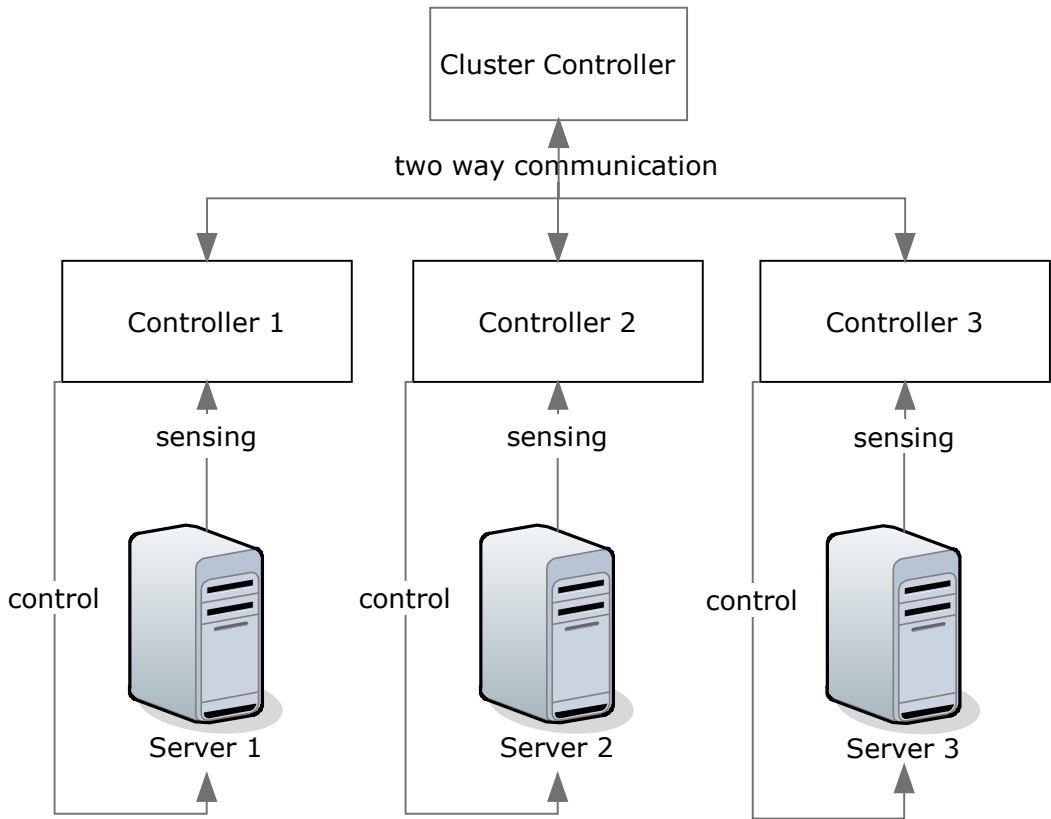 Cluster Controller
two way communication
Controller 1
Controller 2
Controller 3
sensing
sensing
sensing
control
control
control
Server 1
Server 2
Server 3